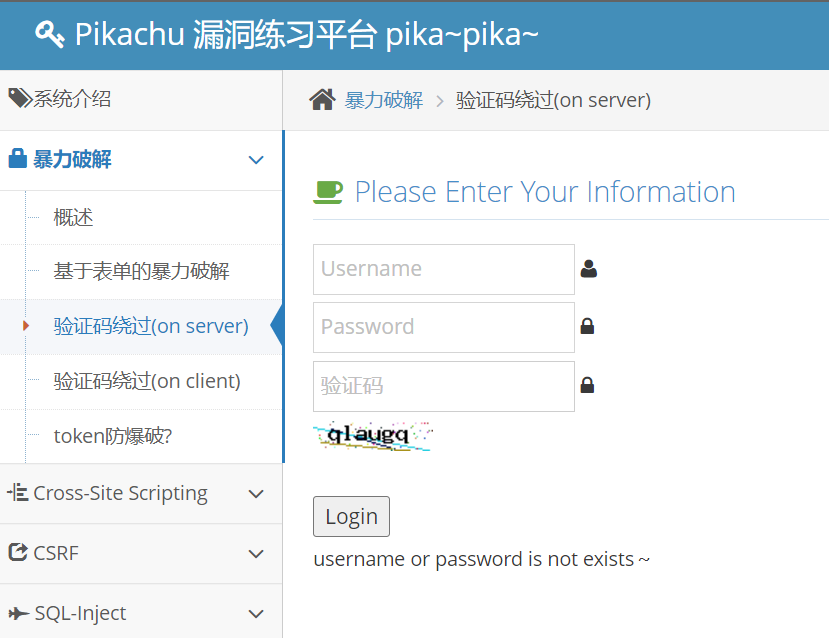 Pikachu 漏洞练习平台 pika~pika~
系统介绍
暴力破解
概述
基于表单的暴力破解
验证码绕过(on server)
验证码绕过(on client)
token防爆破?
Cross-Site Scripting
CSRF
SQL-Inject
暴力破解 > 验证码绕过(on server)
Please Enter Your Information
Username
Password
验证码
qlaugq
Login
username or password is not exists～